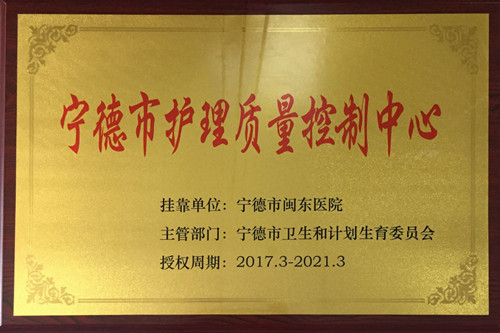 宁德市护理质量控制中心
挂靠单位：宁德市闽东医院
主管部门：宁德市卫生和计划生育委员会
授权周期：2017.3-2021.3